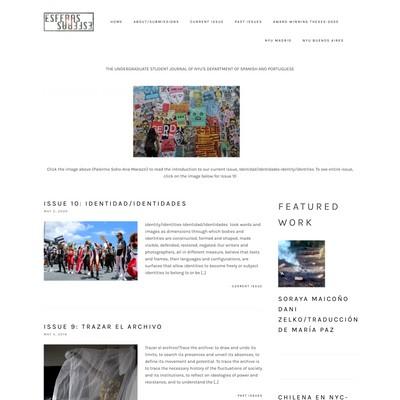 ESFERAS
HOME ABOUT/SUBMISSIONS CURRENT ISSUE PAST ISSUES AWARD WINNING THESES 2020
NYU MADRID NYU BUENOS AIRES
THE UNDERGRADUATE STUDENT JOURNAL OF NYU'S DEPARTMENT OF SPANISH AND PORTUGUESE
Click the image above (Palermo Soho-Ana Marazzi) to read the introduction to our current issue, Identidad/Identidades-Identity/Identities. To see entire issue,
click on the image below for Issue 10
ISSUE 10: IDENTIDAD/IDENTIDADES
MAY 2, 2020
Identity/Identities Identidad/Identidades took words and
images as dimensions through which bodies and
identities are constructed, formed and shaped, made
visible, defended, restored, negated. Our writers and
photographers, all in different measure, believe that texts
and frames, their languages and configurations, are
surfaces that allow identities to become freely or subject
identities to belong to or be [...]
CURRENT ISSUE
ISSUE 9: TRAZAR EL ARCHIVO
Trazar el archivo/Trace the archive: to draw and undo its
limits, to search its presences and unveil its absences, to
define its movement and potential. To trace the archive is
to trace the necessary history of the fluctuations of society
and its institutions, to reflect on ideologies of power and
resistance, and to understand the [...]
PAST ISSUES
FEATURED
WORK
SORAYA MAICOÑO
DANI
ZELKO/TRADUCCIÓN
DE MARÍA PAZ
CHILENA EN NYC-